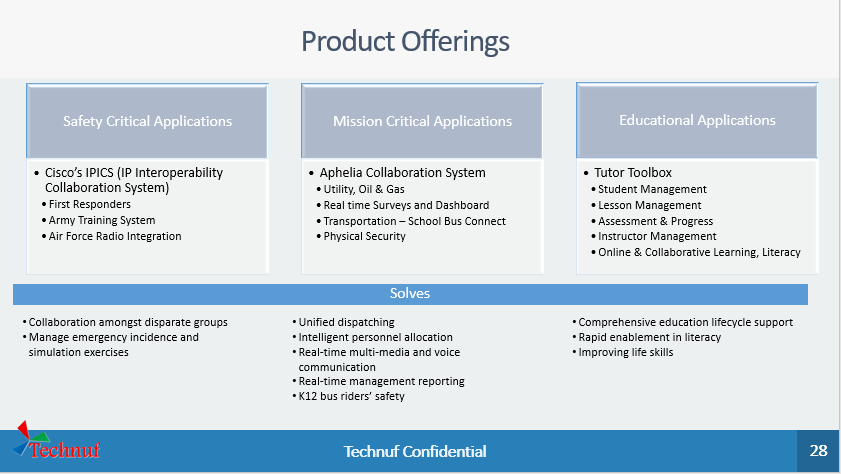 Product Offerings
Safety Critical Applications
• Cisco's IPICS (IP Interoperability
Collaboration System)
• First Responders
• Army Training System
• Air Force Radio Integration
Mission Critical Applications
• Aphelia Collaboration System
• Utility, Oil & Gas
• Real time Surveys and Dashboard
• Transportation – School Bus Connect
• Physical Security
Educational Applications
• Tutor Toolbox
• Student Management
• Lesson Management
• Assessment & Progress
• Instructor Management
• Online & Collaborative Learning, Literacy
Solves
• Collaboration amongst disparate groups
• Manage emergency incidence and
simulation exercises
• Unified dispatching
• Intelligent personnel allocation
• Real-time multi-media and voice
communication
• Real-time management reporting
• K12 bus riders' safety
• Comprehensive education lifecycle support
• Rapid enablement in literacy
• Improving life skills
Technuf
Technuf Confidential
28